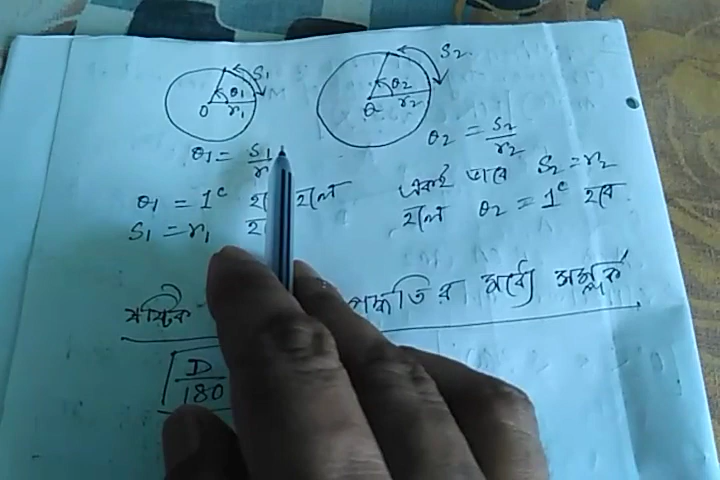 S₁
θ₁
O r₁
S₂
θ₂
O r₂
θ₁ = S₁/r
θ₂ = S₂/r₂
θ₁ = 1ᶜ হলে
S₁ = r₁
একই ভাবে S₂ = r₂
হলে θ₂ = 1ᶜ হবে
ষষ্টিক পদ্ধতির মধ্যে সম্পর্ক
D/180